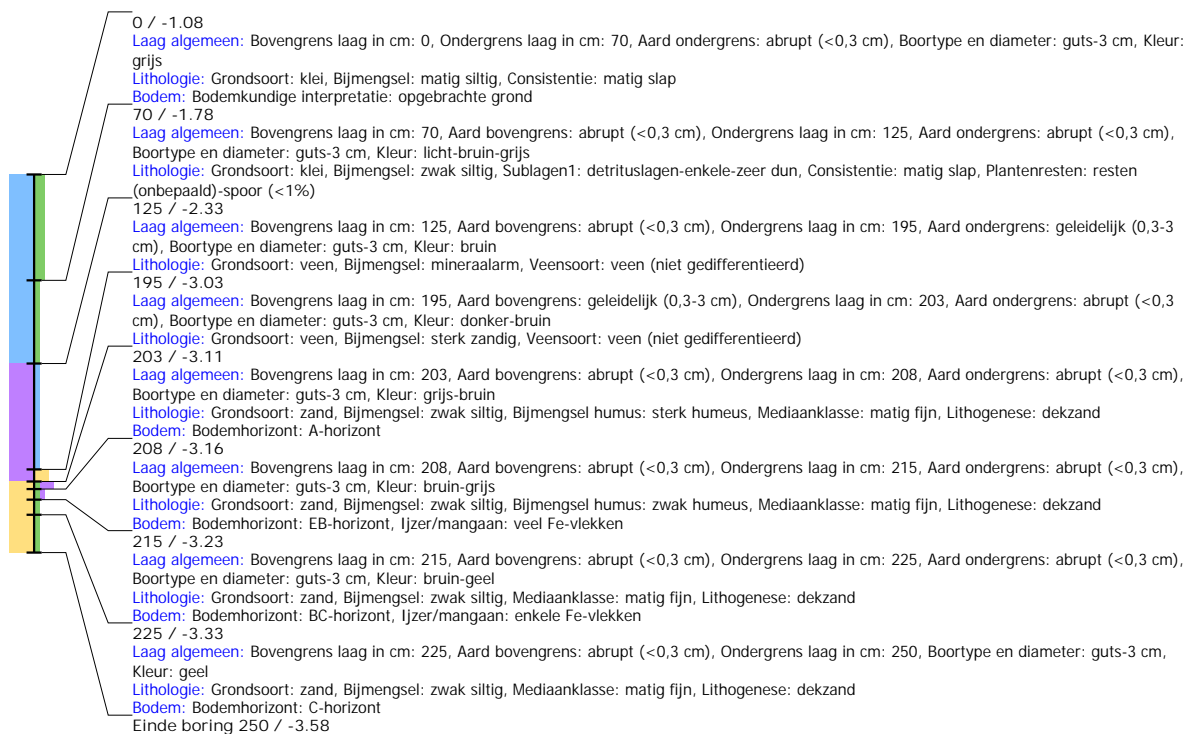 0 / -1.08
Laag algemeen: Bovengrens laag in cm: 0, Ondergrens laag in cm: 70, Aard ondergrens: abrupt (<0,3 cm), Boortype en diameter: guts-3 cm, Kleur:
grijs
Lithologie: Grondsoort: klei, Bijmengsel: matig siltig, Consistentie: matig slap
Bodem: Bodemkundige interpretatie: opgebrachte grond
70 / -1.78
Laag algemeen: Bovengrens laag in cm: 70, Aard bovengrens: abrupt (<0,3 cm), Ondergrens laag in cm: 125, Aard ondergrens: abrupt (<0,3 cm),
Boortype en diameter: guts-3 cm, Kleur: licht-bruin-grijs
Lithologie: Grondsoort: klei, Bijmengsel: zwak siltig, Sublagen1: detrituslagen-enkele-zeer dun, Consistentie: matig slap, Plantenresten: resten
(onbepaald)-spoor (<1%)
125 / -2.33
Laag algemeen: Bovengrens laag in cm: 125, Aard bovengrens: abrupt (<0,3 cm), Ondergrens laag in cm: 195, Aard ondergrens: geleidelijk (0,3-3
cm), Boortype en diameter: guts-3 cm, Kleur: bruin
Lithologie: Grondsoort: veen, Bijmengsel: mineraalarm, Veensoort: veen (niet gedifferentieerd)
195 / -3.03
Laag algemeen: Bovengrens laag in cm: 195, Aard bovengrens: geleidelijk (0,3-3 cm), Ondergrens laag in cm: 203, Aard ondergrens: abrupt (<0,3
cm), Boortype en diameter: guts-3 cm, Kleur: donker-bruin
Lithologie: Grondsoort: veen, Bijmengsel: sterk zandig, Veensoort: veen (niet gedifferentieerd)
203 / -3.11
Laag algemeen: Bovengrens laag in cm: 203, Aard bovengrens: abrupt (<0,3 cm), Ondergrens laag in cm: 208, Aard ondergrens: abrupt (<0,3 cm),
Boortype en diameter: guts-3 cm, Kleur: grijs-bruin
Lithologie: Grondsoort: zand, Bijmengsel: zwak siltig, Bijmengsel humus: sterk humeus, Mediaanklasse: matig fijn, Lithogenese: dekzand
Bodem: Bodemhorizont: A-horizont
208 / -3.16
Laag algemeen: Bovengrens laag in cm: 208, Aard bovengrens: abrupt (<0,3 cm), Ondergrens laag in cm: 215, Aard ondergrens: abrupt (<0,3 cm),
Boortype en diameter: guts-3 cm, Kleur: bruin-grijs
Lithologie: Grondsoort: zand, Bijmengsel: zwak siltig, Bijmengsel humus: zwak humeus, Mediaanklasse: matig fijn, Lithogenese: dekzand
Bodem: Bodemhorizont: EB-horizont, Ijzer/mangaan: veel Fe-vlekken
215 / -3.23
Laag algemeen: Bovengrens laag in cm: 215, Aard bovengrens: abrupt (<0,3 cm), Ondergrens laag in cm: 225, Aard ondergrens: abrupt (<0,3 cm),
Boortype en diameter: guts-3 cm, Kleur: bruin-geel
Lithologie: Grondsoort: zand, Bijmengsel: zwak siltig, Mediaanklasse: matig fijn, Lithogenese: dekzand
Bodem: Bodemhorizont: BC-horizont, Ijzer/mangaan: enkele Fe-vlekken
225 / -3.33
Laag algemeen: Bovengrens laag in cm: 225, Aard bovengrens: abrupt (<0,3 cm), Ondergrens laag in cm: 250, Boortype en diameter: guts-3 cm,
Kleur: geel
Lithologie: Grondsoort: zand, Bijmengsel: zwak siltig, Mediaanklasse: matig fijn, Lithogenese: dekzand
Bodem: Bodemhorizont: C-horizont
Einde boring 250 / -3.58